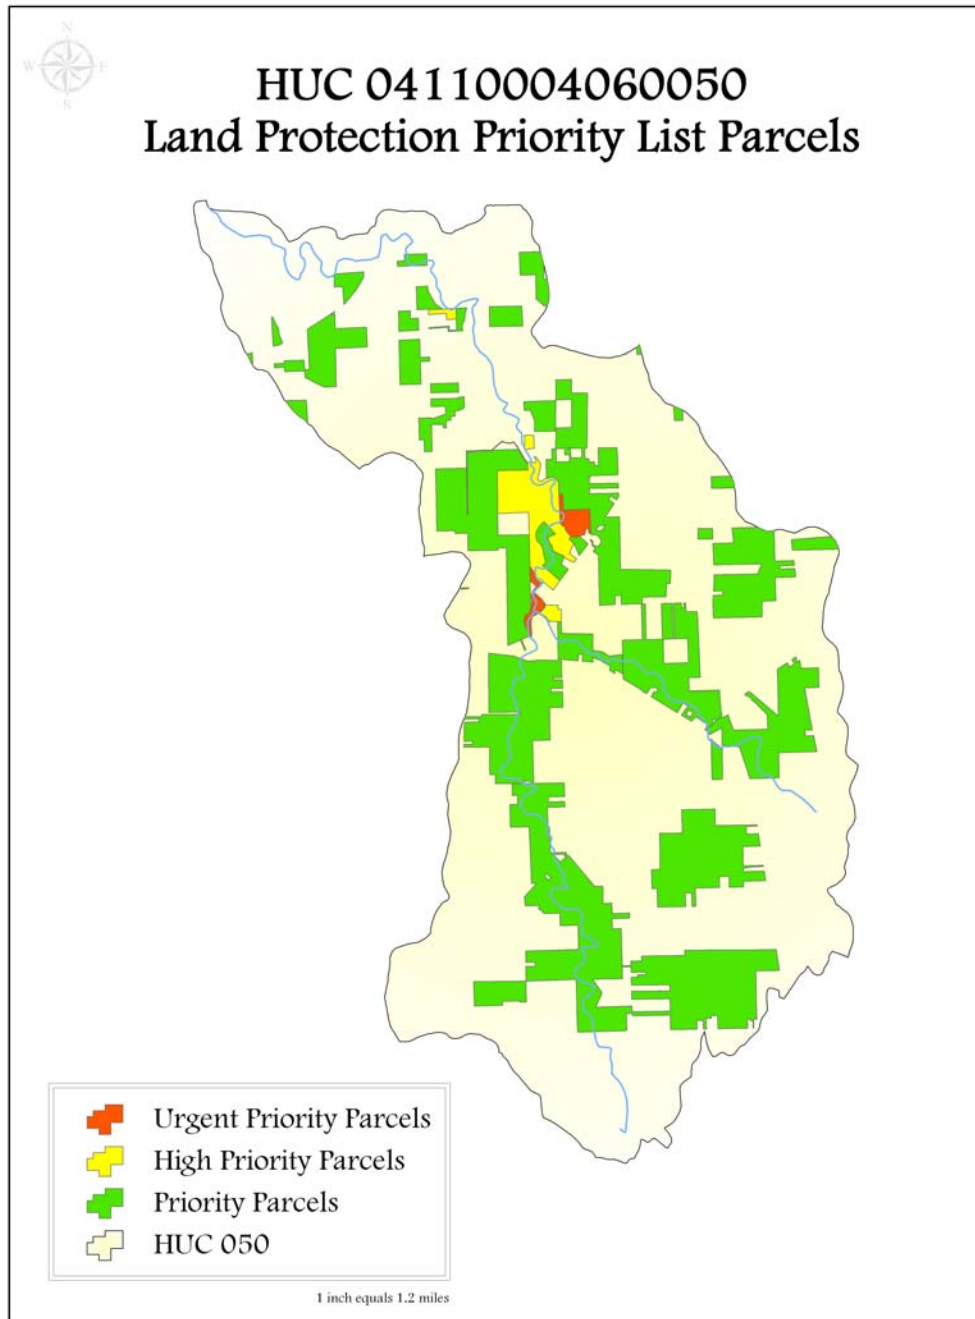 N
W E
S
HUC 04110004060050
Land Protection Priority List Parcels
Urgent Priority Parcels
High Priority Parcels
Priority Parcels
HUC 050
1 inch equals 1.2 miles